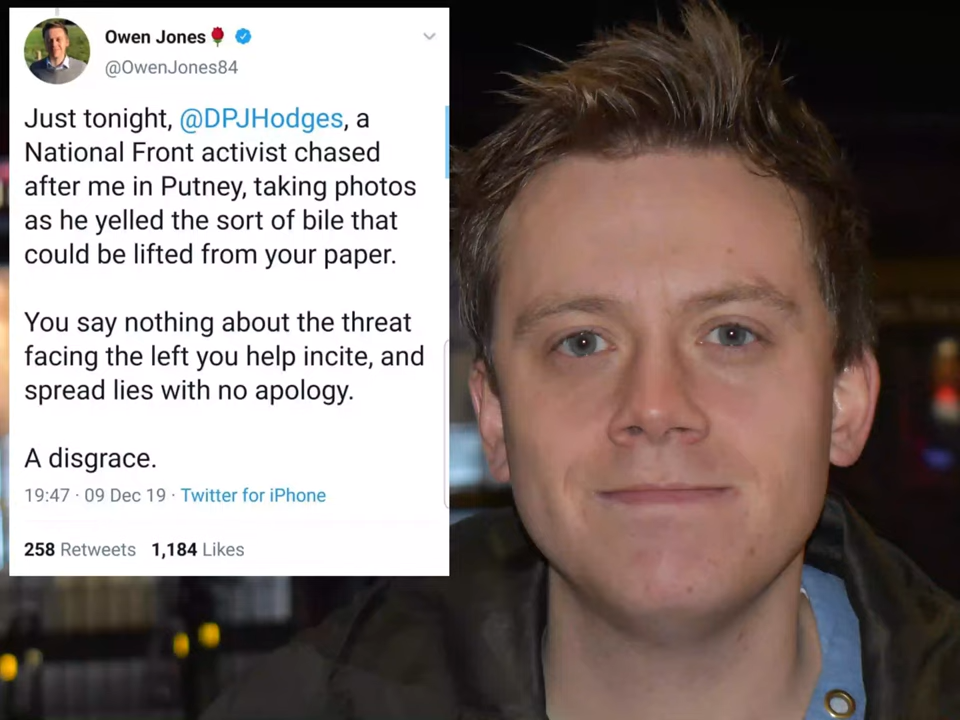 Owen Jones🌹
@OwenJones84
Just tonight, @DPJHodges, a
National Front activist chased
after me in Putney, taking photos
as he yelled the sort of bile that
could be lifted from your paper.
You say nothing about the threat
facing the left you help incite, and
spread lies with no apology.
A disgrace.
19:47 · 09 Dec 19 · Twitter for iPhone
258 Retweets 1,184 Likes